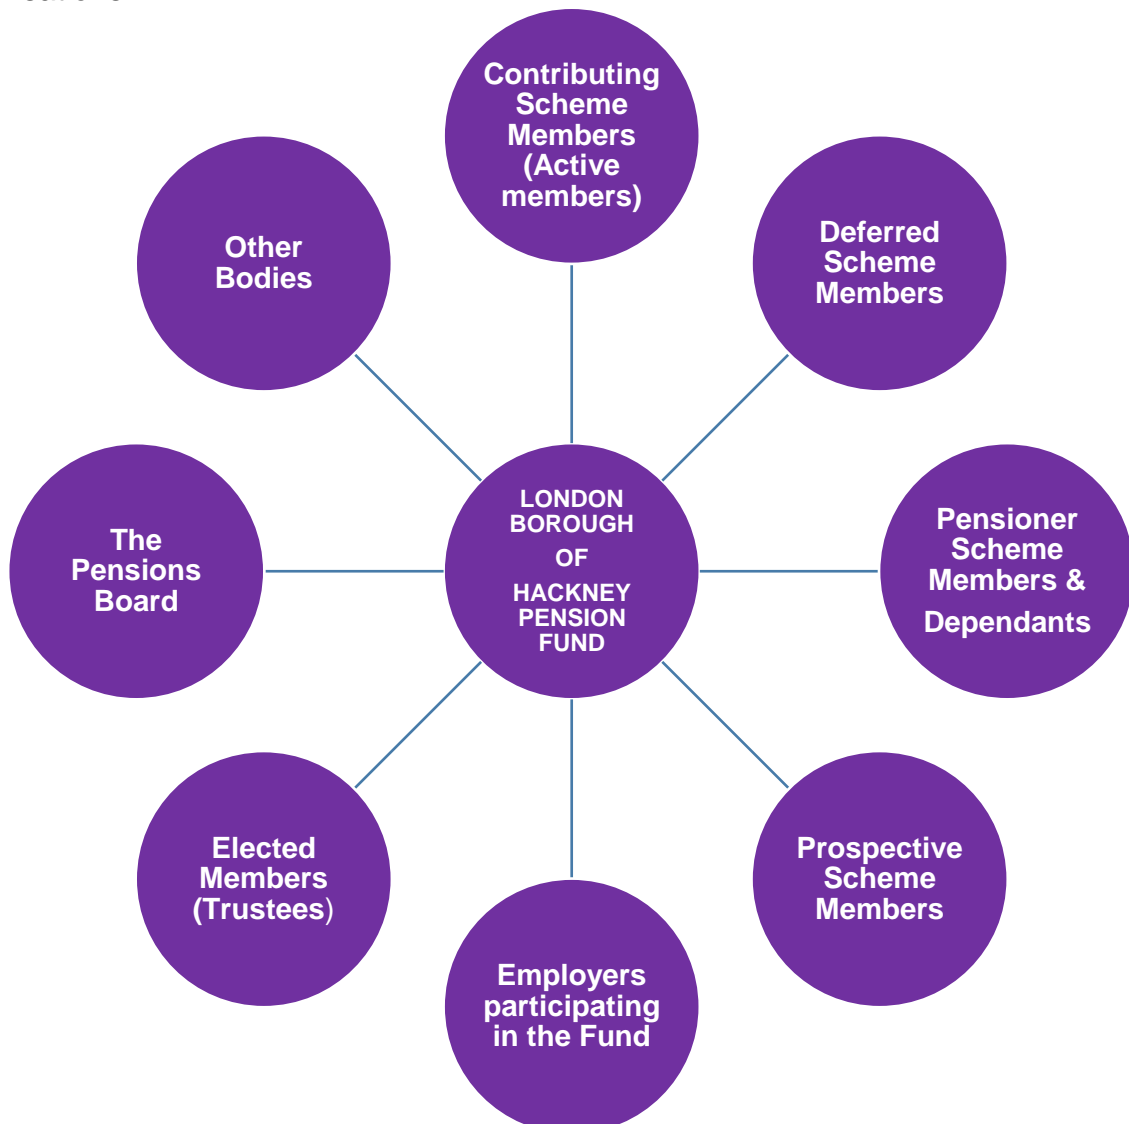 Contributing
Scheme
Members
(Active
members)
Deferred
Scheme
Members
Pensioner
Scheme
Members &
Dependants
Prospective
Scheme
Members
Employers
participating
in the Fund
Elected
Members
(Trustees)
The
Pensions
Board
Other
Bodies
LONDON
BOROUGH
OF
HACKNEY
PENSION
FUND